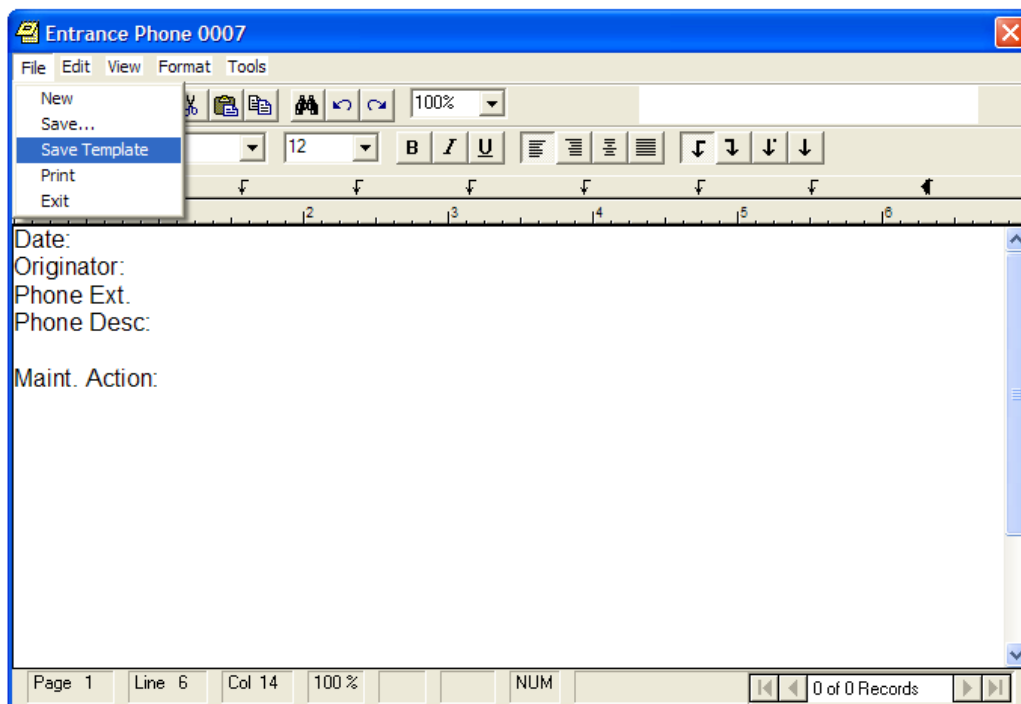 Entrance Phone 0007
File Edit View Format Tools
New
Save...
Save Template
Print
Exit
100%
12
B I U
2 3 4 5 6
Date:
Originator:
Phone Ext.
Phone Desc:
Maint. Action:
Page 1 Line 6 Col 14 100 % NUM 0 of 0 Records